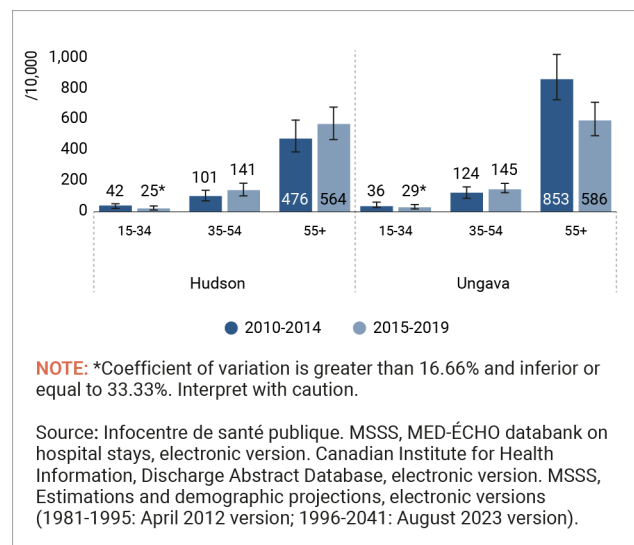 /10,000
1,000
800
600
400
200
0
42 25* 101 141 476 564 36 29* 124 145 853 586
15-34 35-54 55+ 15-34 35-54 55+
Hudson Ungava
2010-2014 2015-2019
NOTE: *Coefficient of variation is greater than 16.66% and inferior or
equal to 33.33%. Interpret with caution.
Source: Infocentre de santé publique. MSSS, MED-ÉCHO databank on
hospital stays, electronic version. Canadian Institute for Health
Information, Discharge Abstract Database, electronic version. MSSS,
Estimations and demographic projections, electronic versions
(1981-1995: April 2012 version; 1996-2041: August 2023 version).